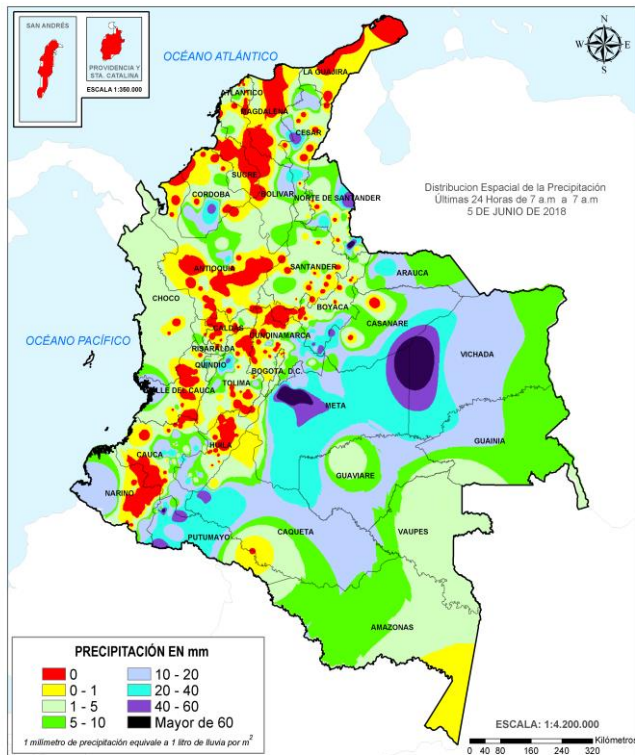 SAN ANDRÉS
PROVIDENCIA Y
STA. CATALINA
ESCALA 1:350.000
OCÉANO ATLÁNTICO
N
W
E
S
LA GUAJIRA
ATLANTICO
MAGDALENA
CESAR
SUCRE
CORDOBA
BOLIVAR
NORTE DE SANTANDER
Distribucion Espacial de la Precipitación
Últimas 24 Horas de 7 a.m a 7 a.m
5 DE JUNIO DE 2018
ANTIOQUIA
SANTANDER
ARAUCA
CHOCO
BOYACA
CASANARE
OCÉANO PACÍFICO
CALDAS
CUNDINAMARCA
VICHADA
RISARALDA
QUINDIO
BOGOTA, D.C.
TOLIMA
VALLE DEL CAUCA
META
GUAINIA
HUILA
CAUCA
GUAVIARE
NARIÑO
VAUPES
CAQUETA
PUTUMAYO
AMAZONAS
PRECIPITACIÓN EN mm
0
10 - 20
0 - 1
20 - 40
1 - 5
40 - 60
5 - 10
Mayor de 60
1 milímetro de precipitación equivale a 1 litro de lluvia por m²
ESCALA: 1:4.200.000
Kilómetros
0 40 80 160 240 320